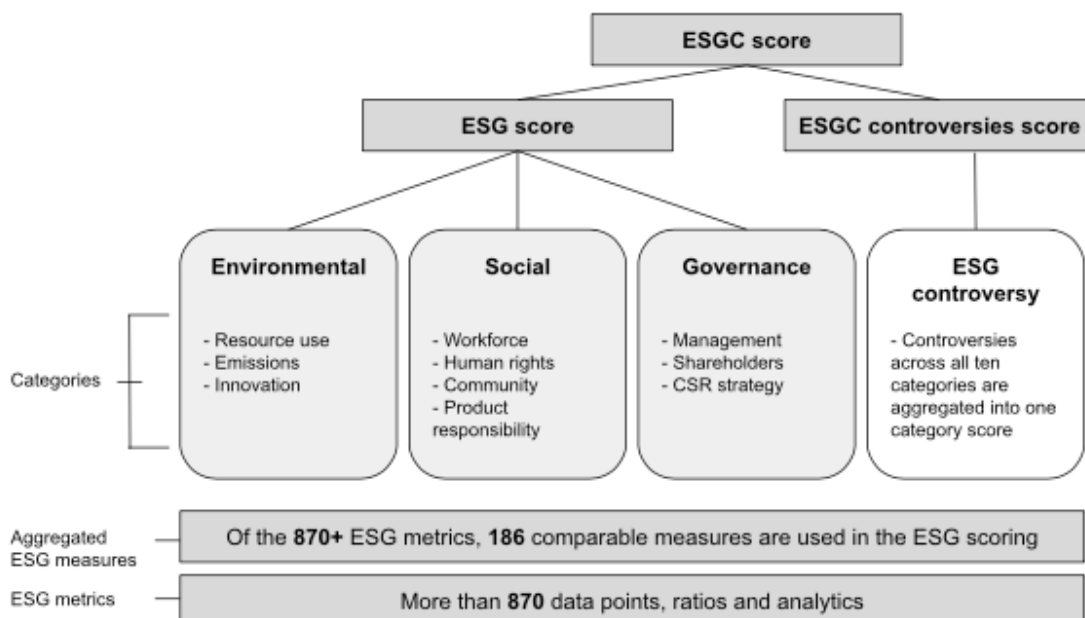 ESGC score
ESG score
ESGC controversies score
Environmental
- Resource use
- Emissions
- Innovation
Social
- Workforce
- Human rights
- Community
- Product
responsibility
Governance
- Management
- Shareholders
- CSR strategy
ESG
controversy
- Controversies
across all ten
categories are
aggregated into one
category score
Categories
Aggregated
ESG measures
Of the 870+ ESG metrics, 186 comparable measures are used in the ESG scoring
ESG metrics
More than 870 data points, ratios and analytics